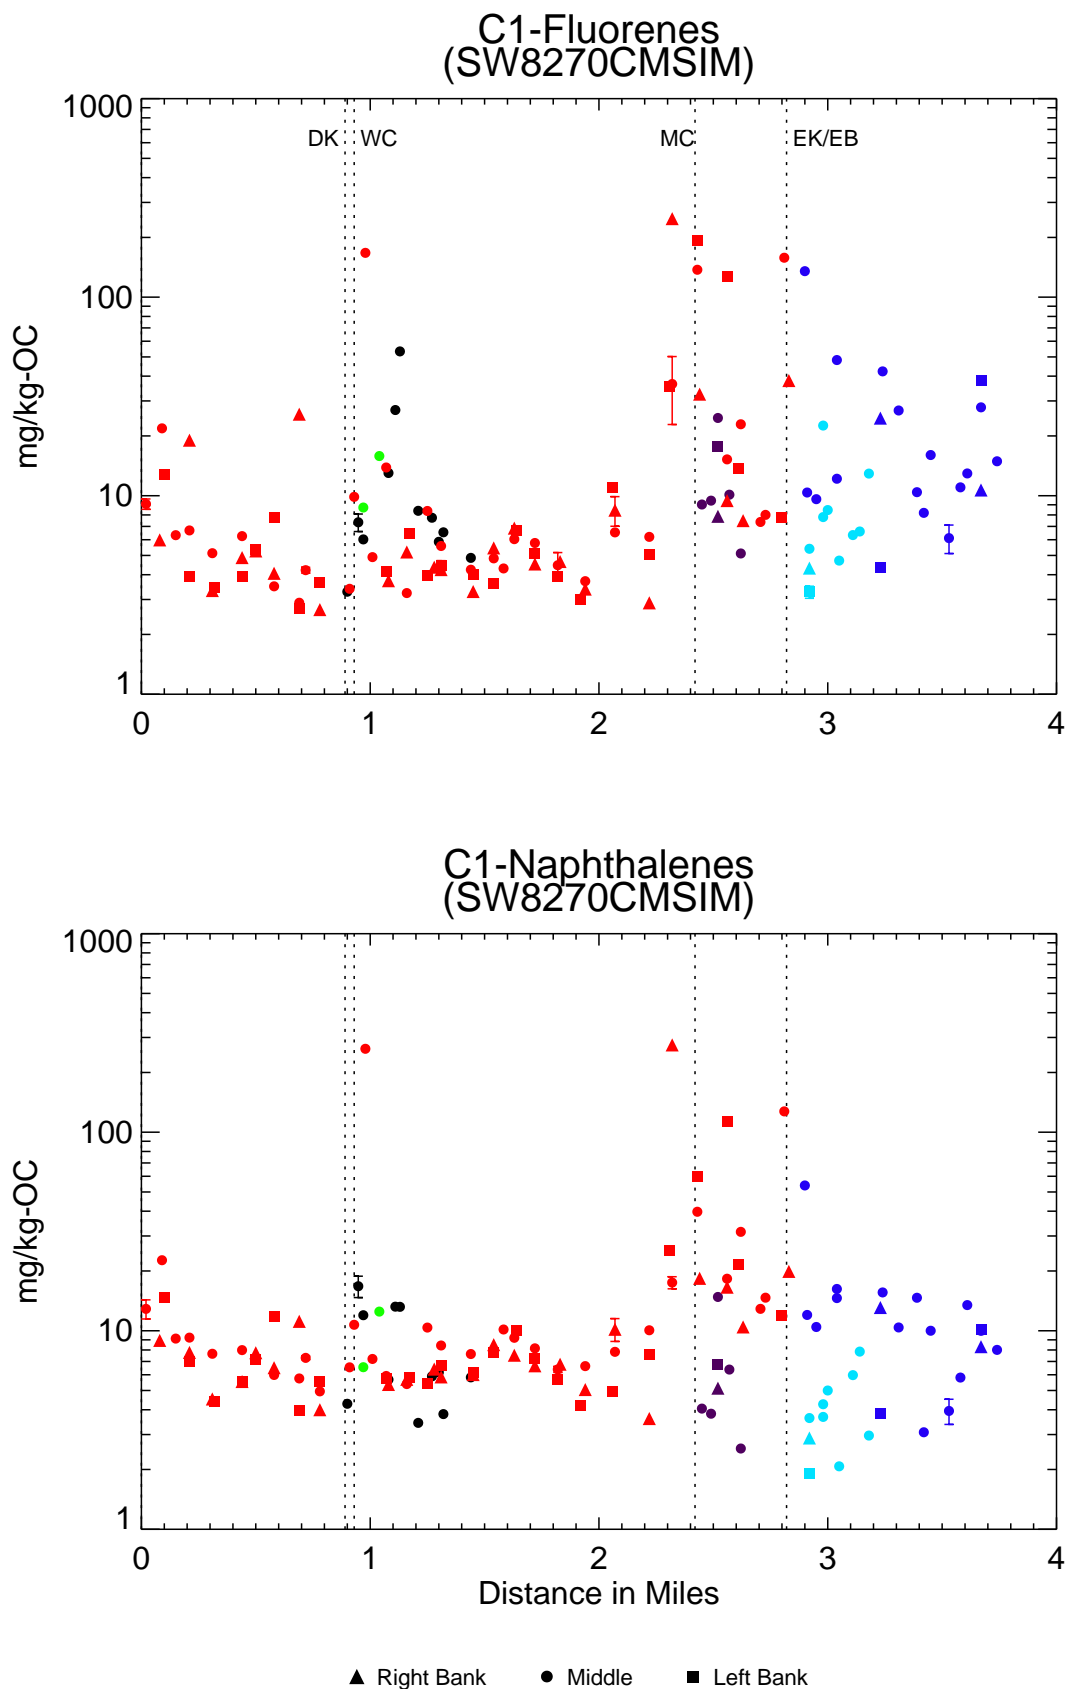 C1-Fluorenes
(SW8270CMSIM)
1000
DK WC MC EK/EB
100
mg/kg-OC
10
1
0 1 2 3 4
C1-Naphthalenes
(SW8270CMSIM)
1000
100
mg/kg-OC
10
1
0 1 2 3 4
Distance in Miles
Right Bank Middle Left Bank